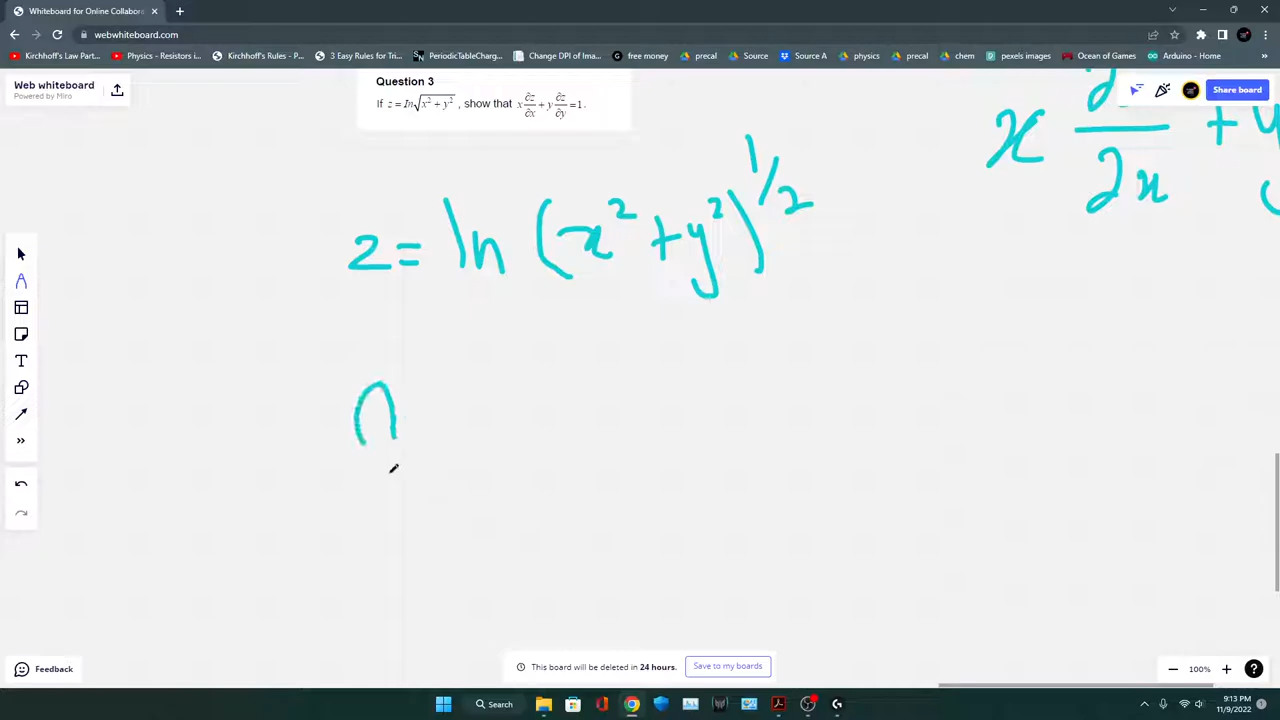 Whiteboard for Online Collabora
webwhiteboard.com
Kirchhoff's Law Part...
Physics - Resistors i...
Kirchhoff's Rules - P...
3 Easy Rules for Tri...
PeriodicTableCharg...
Change DPI of Imag...
free money
precal
Source
Source A
physics
precal
chem
pexels images
Ocean of Games
Arduino - Home
Web whiteboard
Powered by Miro
Share board
Question 3
If z = ln√(x² + y²), show that x ∂z/∂x + y ∂z/∂y = 1.
z = ln (x² + y²)^1/2
Feedback
This board will be deleted in 24 hours.
Save to my boards
100%
Search
9:13 PM
11/9/2022